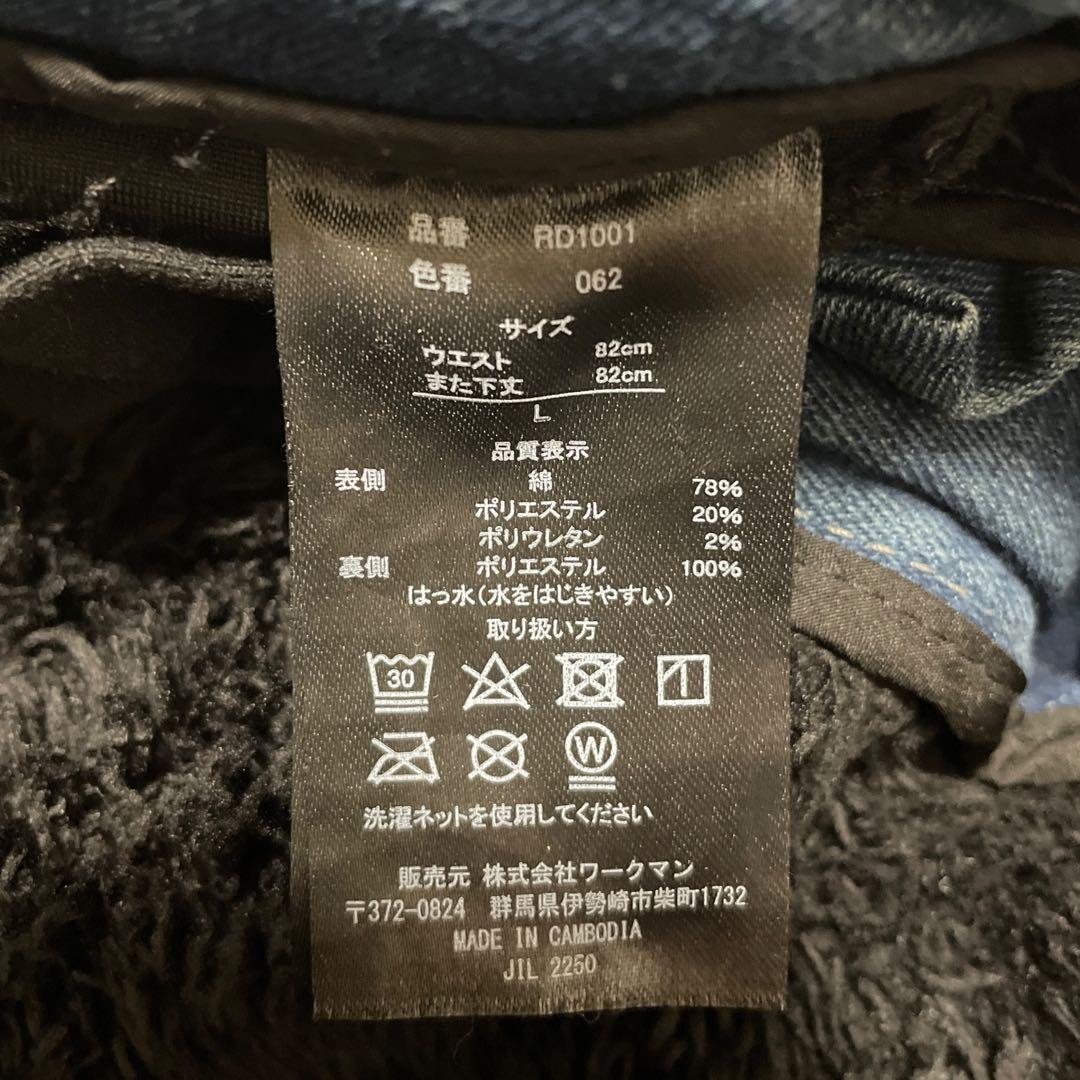 品番 RD1001
色番 062
サイズ
ウエスト 82cm
また下丈 82cm
L
品質表示
表側 綿 78%
ポリエステル 20%
ポリウレタン 2%
裏側 ポリエステル 100%
はっ水(水をはじきやすい)
取り扱い方
30
W
洗濯ネットを使用してください
販売元 株式会社ワークマン
〒372-0824 群馬県伊勢崎市柴町1732
MADE IN CAMBODIA
JIL 2250